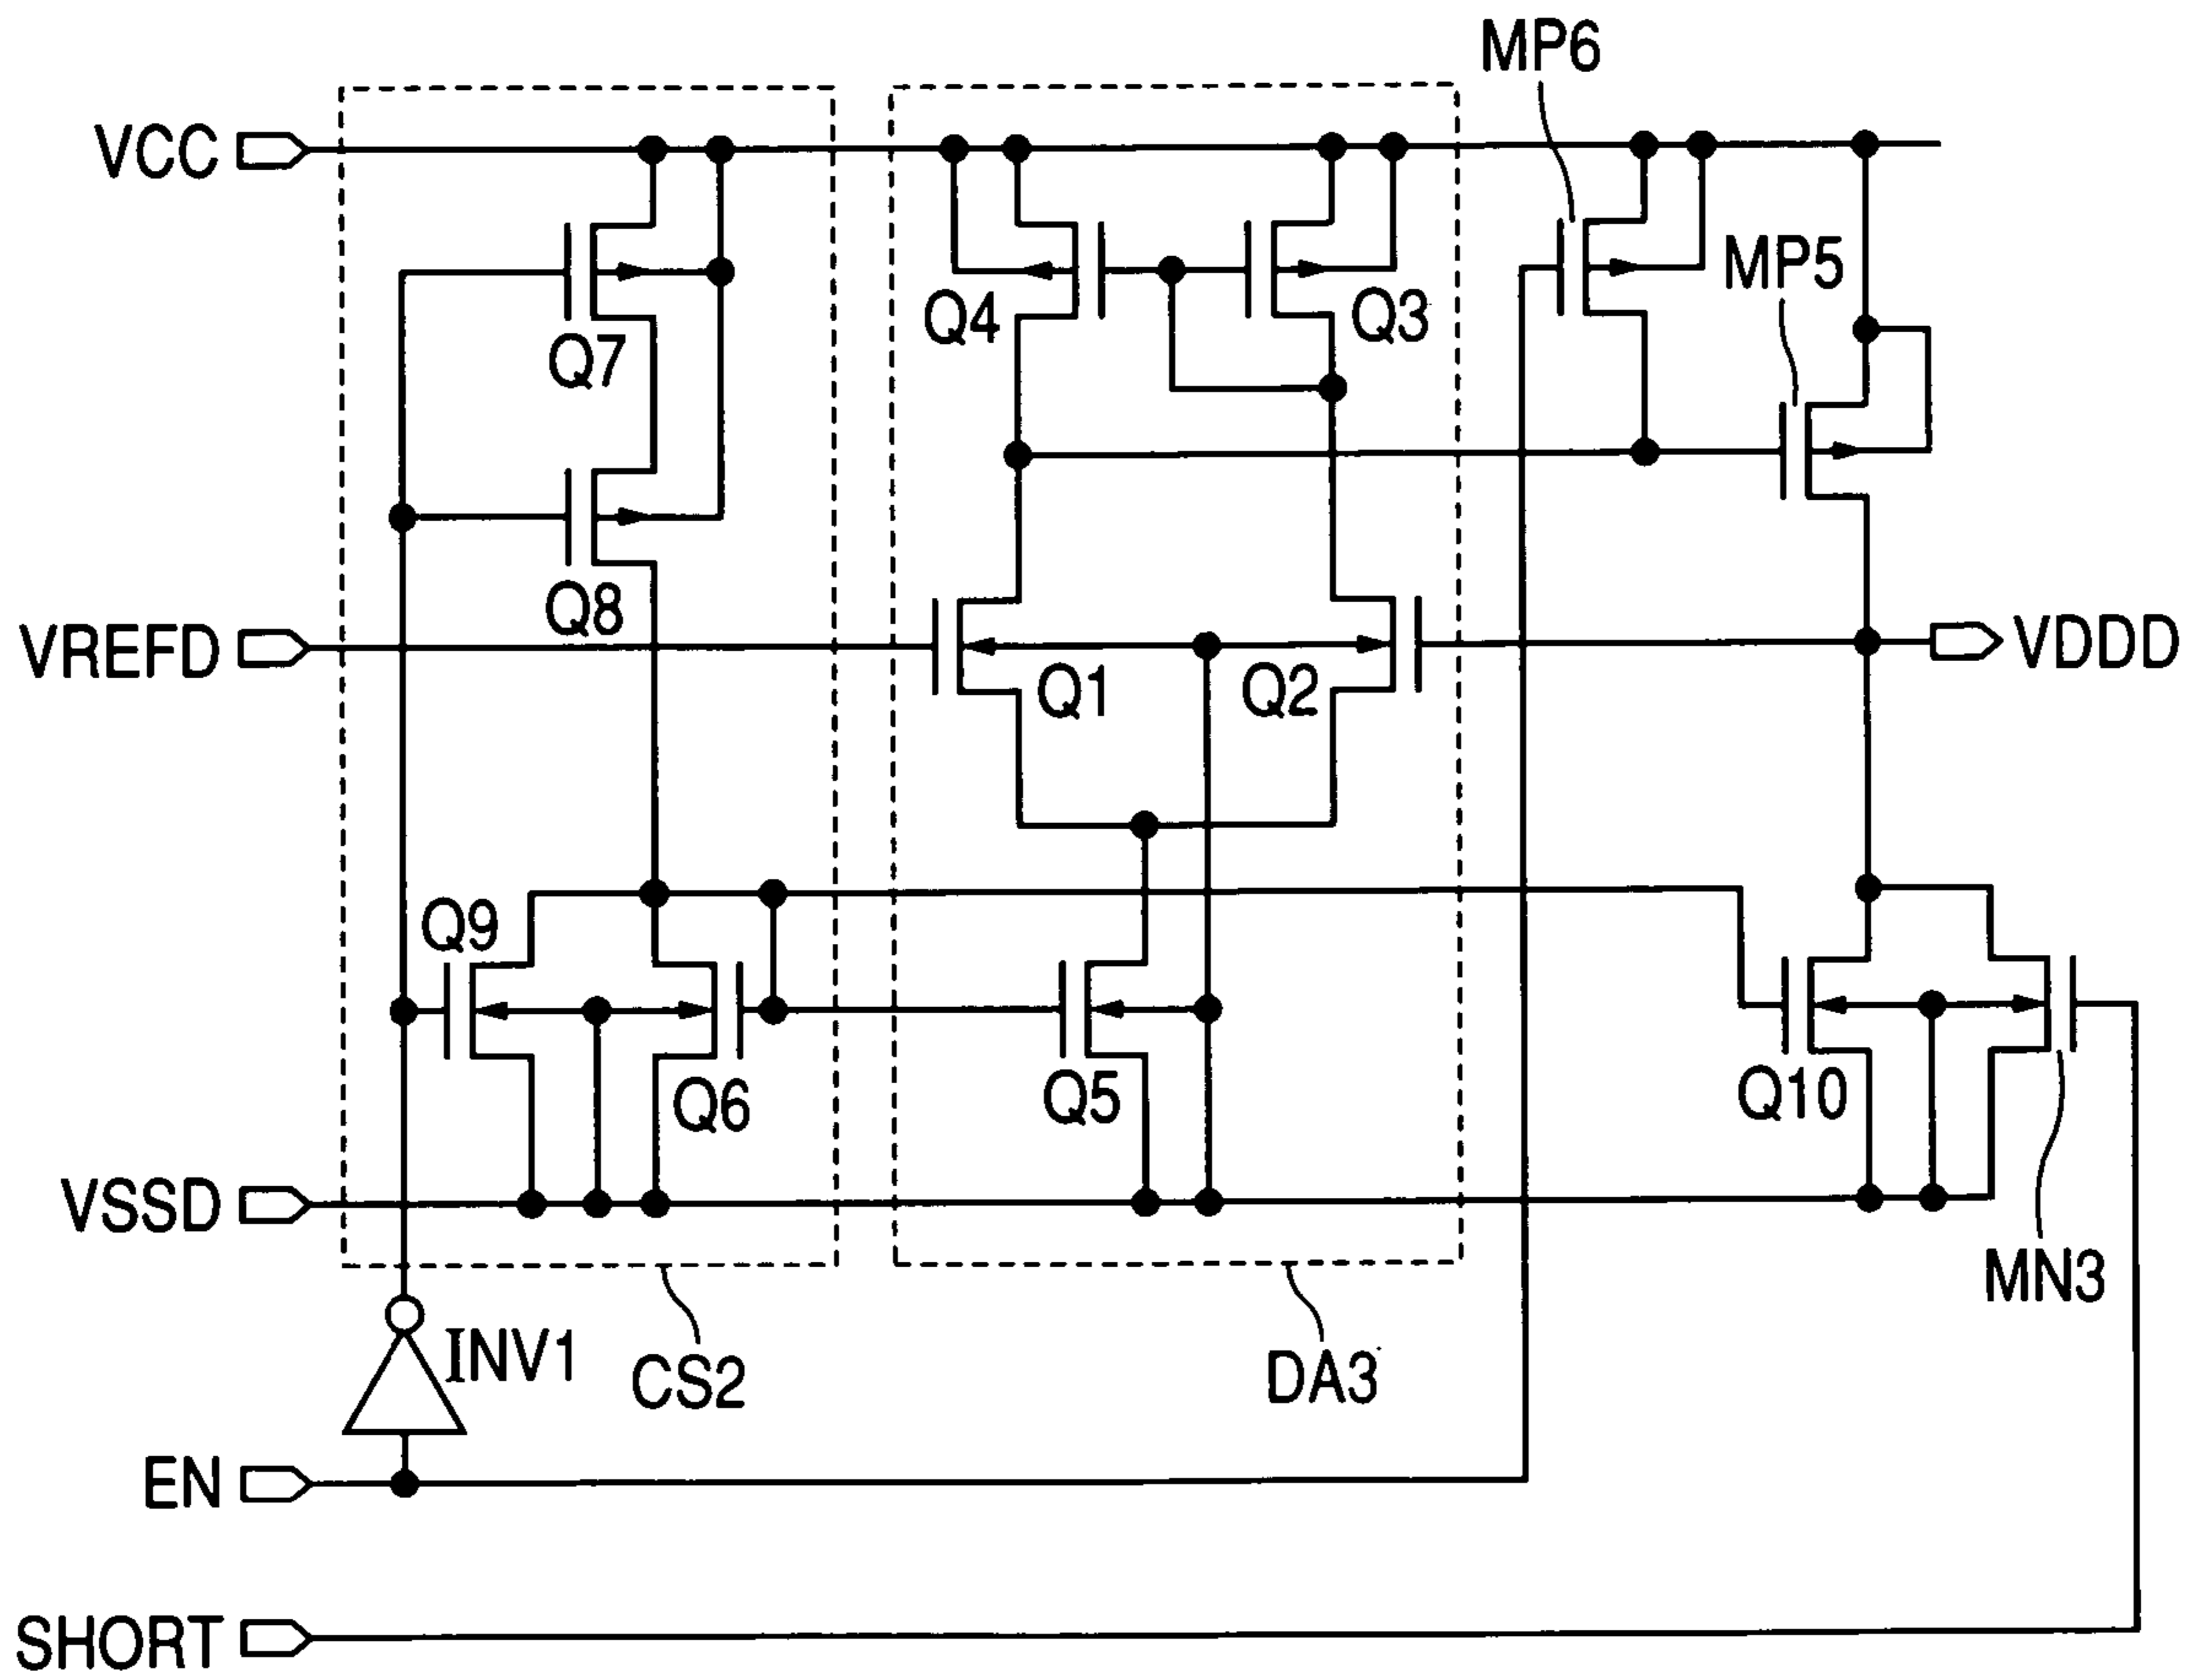 MP6
VCC
MP5
Q4
Q3
Q7
Q8
VREFD
Q1
Q2
VDDD
Q9
Q6
Q5
Q10
VSSD
MN3
INV1
CS2
DA3
EN
SHORT